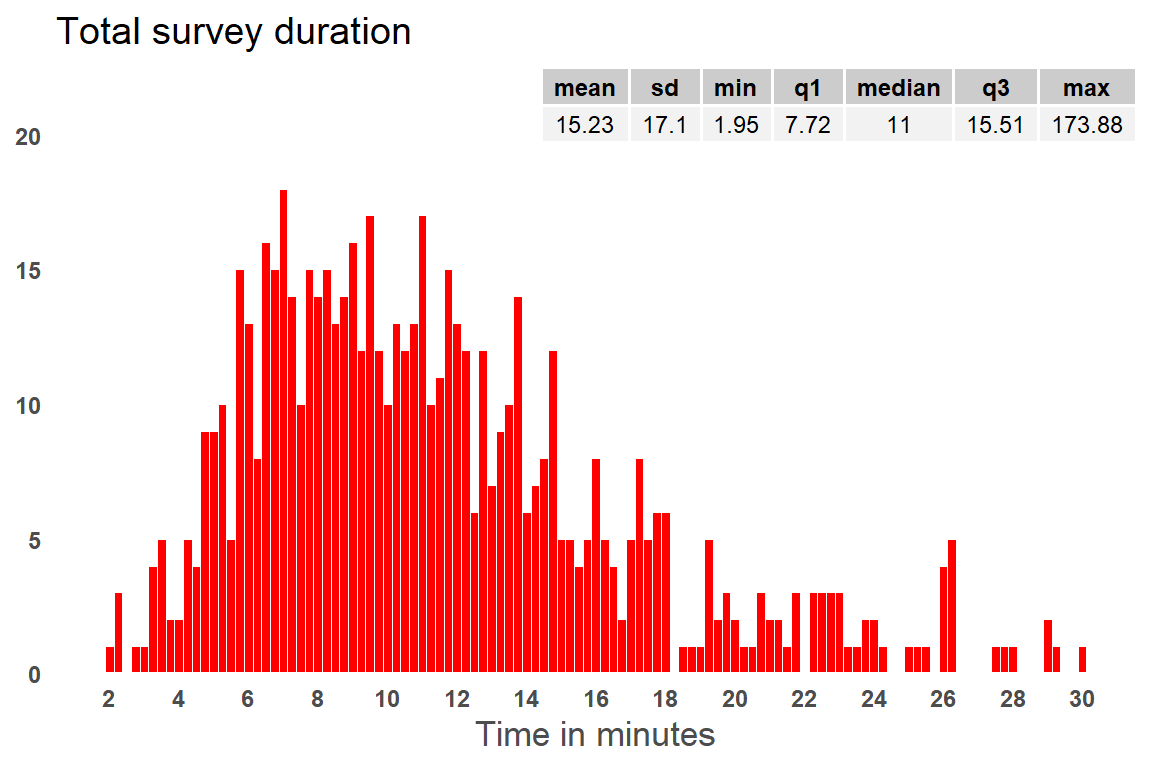 Total survey duration
mean sd min q1 median q3 max
15.23 17.1 1.95 7.72 11 15.51 173.88
20
15
10
5
0
2 4 6 8 10 12 14 16 18 20 22 24 26 28 30
Time in minutes